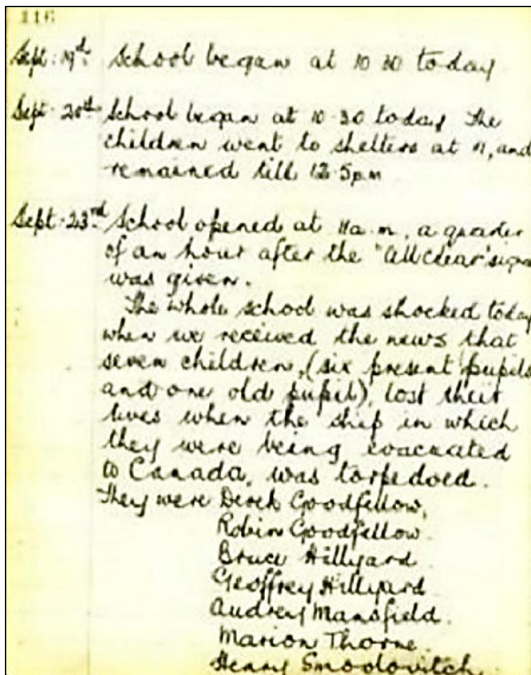 116
Sept. 19th. School began at 10 30 today
Sept. 20th School began at 10.30 today The
children went to shelters at 11, and
remained till 12.5pm
Sept. 23rd School opened at 11a.m., a quarter
of an hour after the "All Clear" signal
was given.
The whole school was shocked today
when we received the news that
seven children, (six present pupils
and one old pupil), lost their
lives when the ship in which
they were being evacuated
to Canada, was torpedoed.
They were Derek Goodfellow,
Robin Goodfellow.
Bruce Hillyard.
Geoffrey Hillyard.
Audrey Mansfield.
Marion Thorne.
Henry Smoolovitch